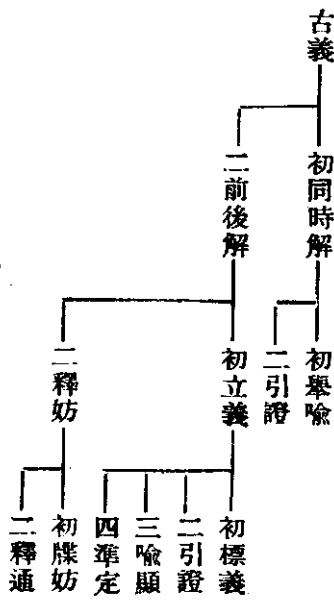 古義
初同時解
初舉喻
二引證
二前後解
初立義
初標義
二引證
三喻顯
四準定
二釋妨
初牒妨
二釋通